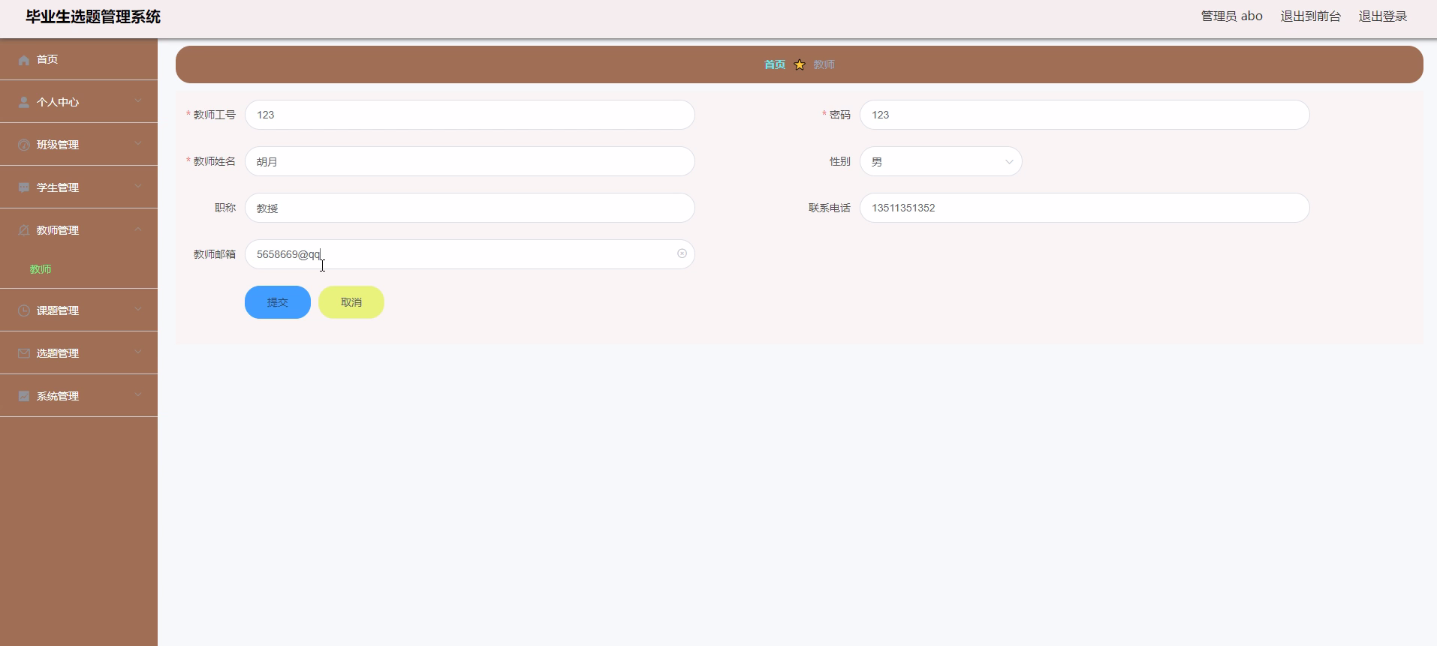 毕业生选题管理系统
管理员 abo 退出到前台 退出登录
首页
个人中心
班级管理
学生管理
教师管理
教师
课题管理
选题管理
系统管理
首页 教师
* 教师工号 123
* 密码 123
* 教师姓名 胡月
性别 男
职称 教授
联系电话 13511351352
教师邮箱 5658669@qq
提交 取消